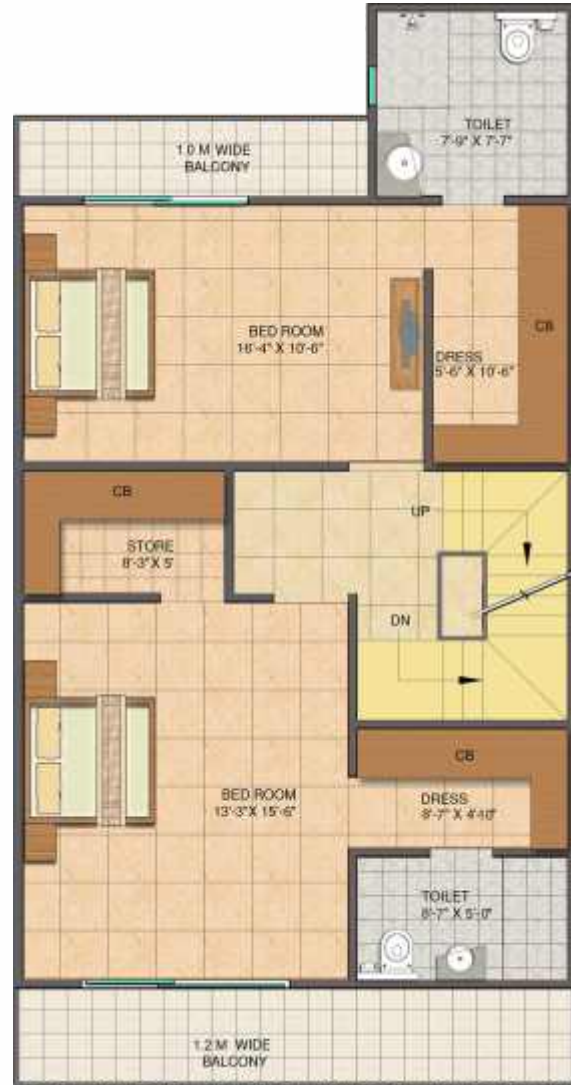 TOILET
7'-9" X 7'-7"
1.0 M WIDE
BALCONY
BED ROOM
16'-4" X 10'-6"
CB
DRESS
5'-6" X 10'-6"
CB
UP
STORE
8'-3" X 5'
DN
CB
BED ROOM
13'-3" X 15'-6"
DRESS
8'-7" X 4'10"
TOILET
8'-7" X 5'-0"
1.2 M WIDE
BALCONY